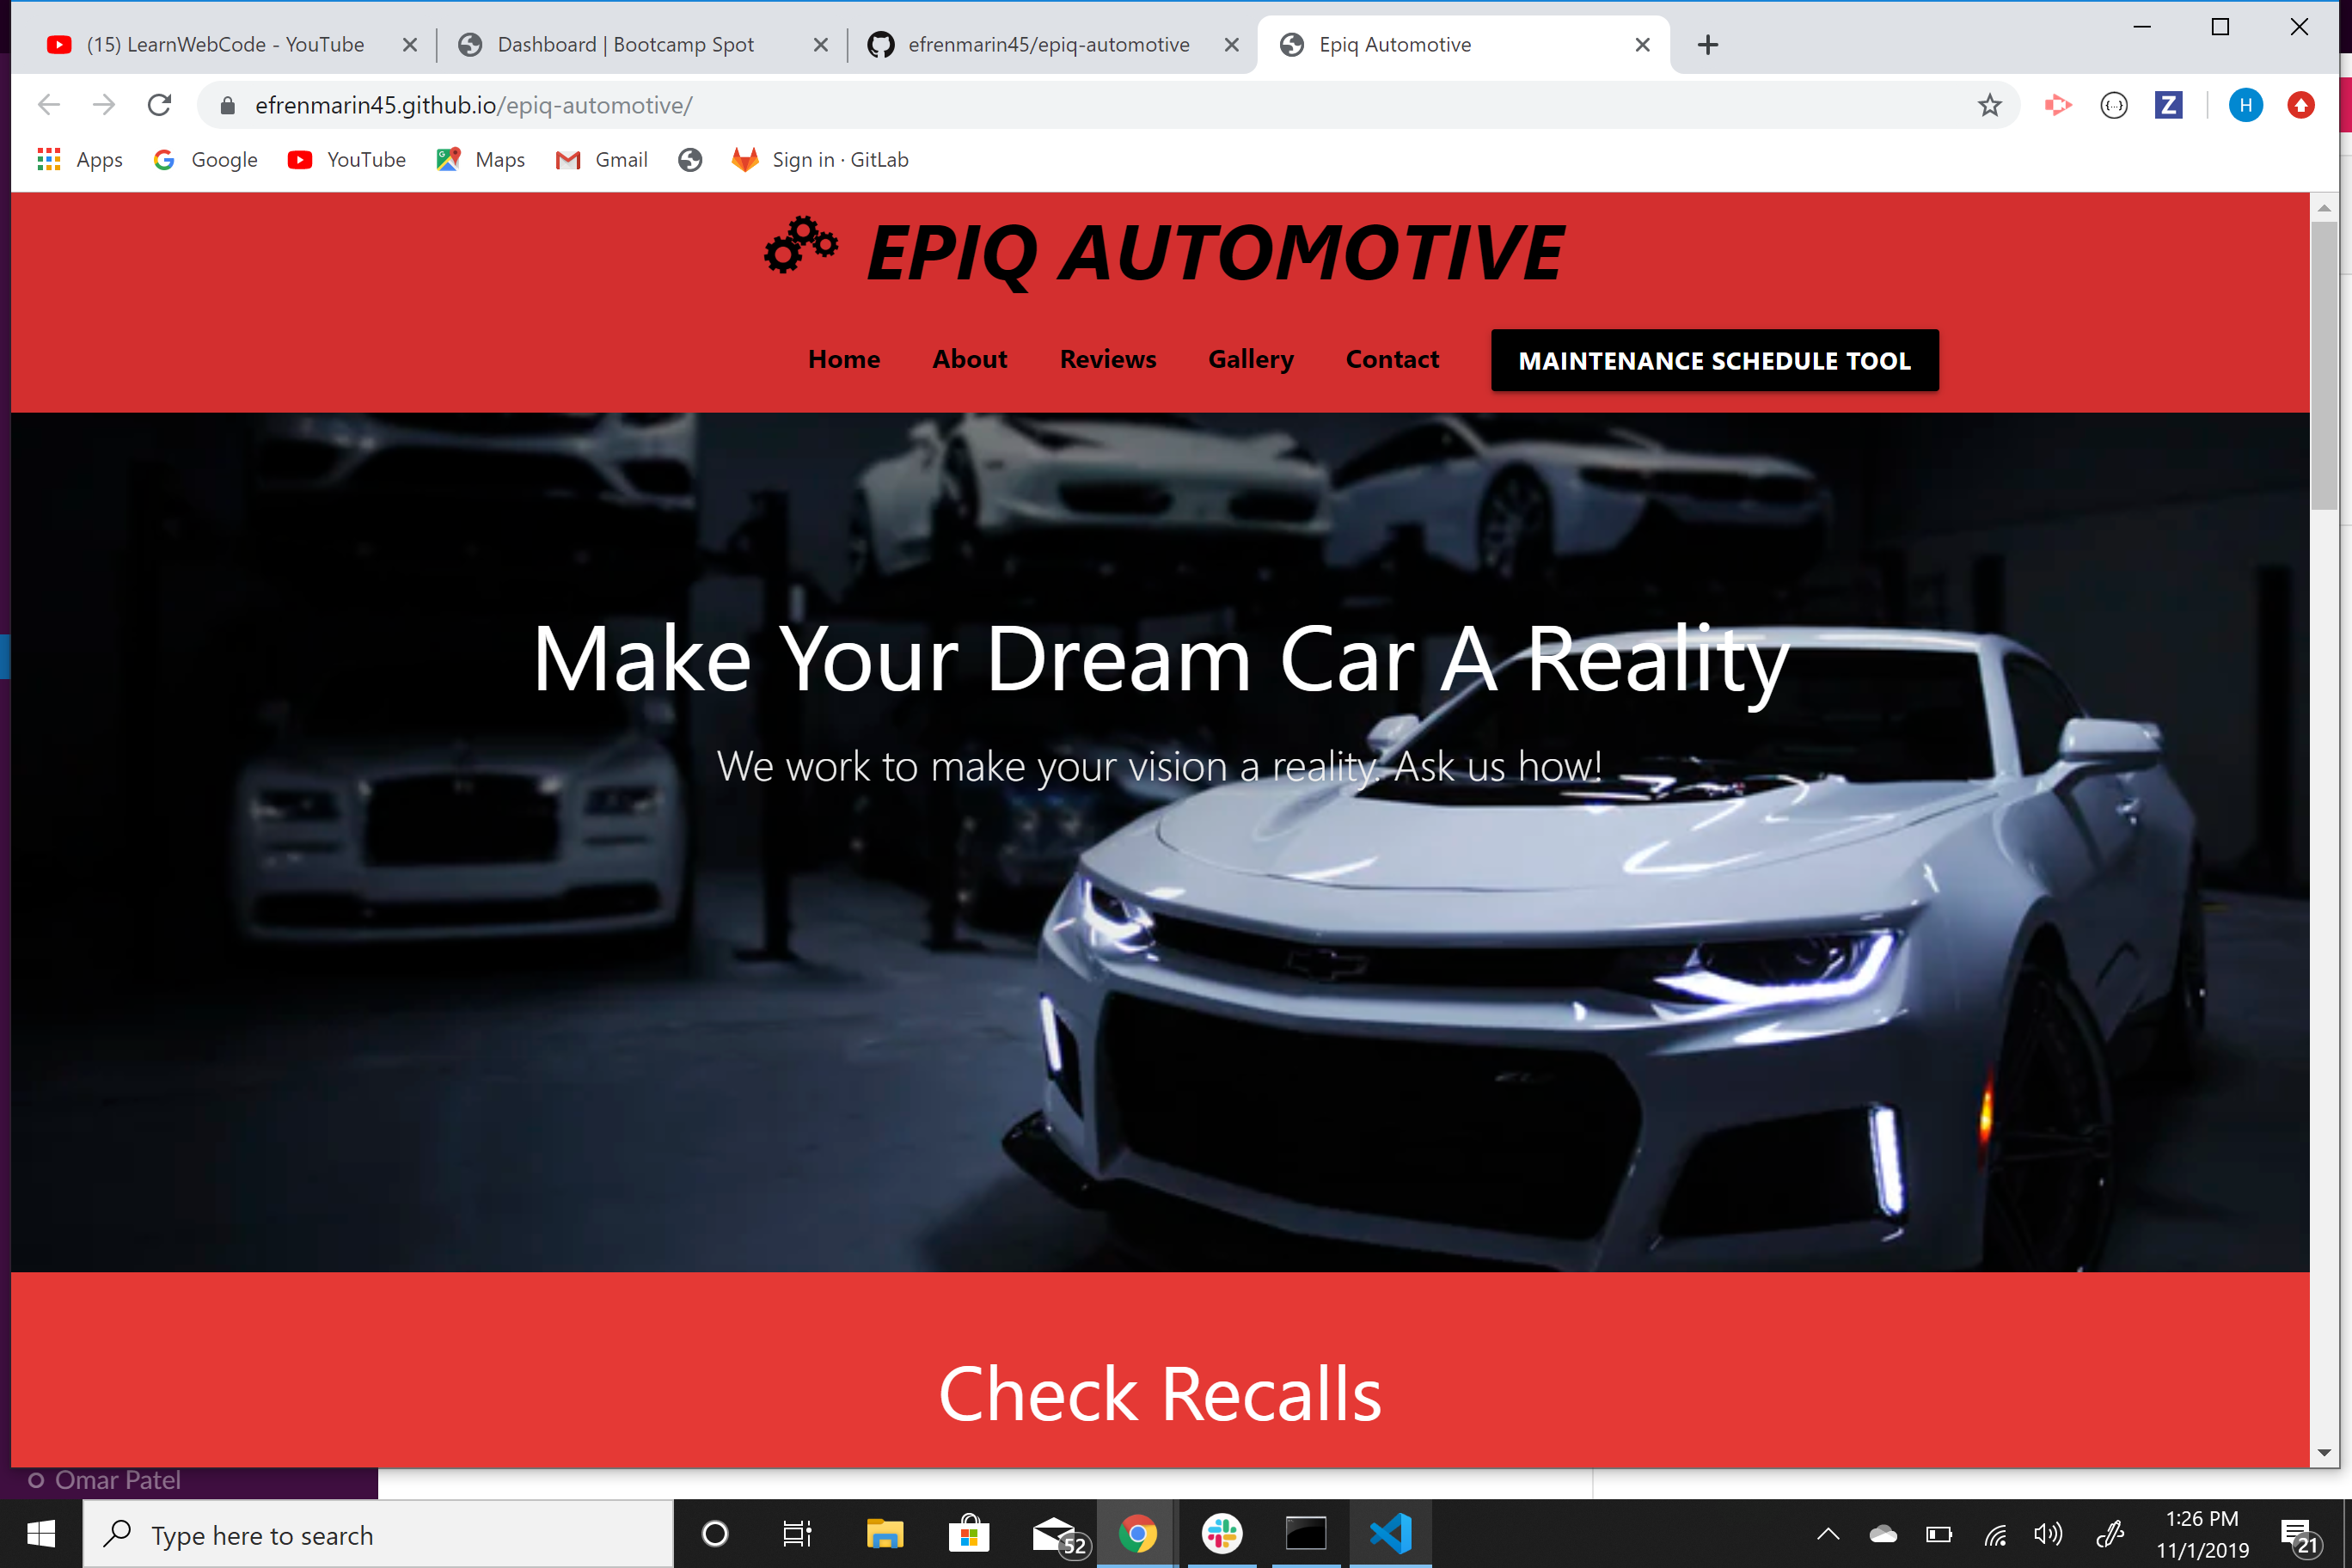 (15) LearnWebCode - YouTube
Dashboard | Bootcamp Spot
efrenmarin45/epiq-automotive
Epiq Automotive
efrenmarin45.github.io/epiq-automotive/
{...}
Z
H
Apps
Google
YouTube
Maps
Gmail
Sign in · GitLab
EPIQ AUTOMOTIVE
Home
About
Reviews
Gallery
Contact
MAINTENANCE SCHEDULE TOOL
Make Your Dream Car A Reality
We work to make your vision a reality. Ask us how!
Check Recalls
Omar Patel
Type here to search
52
1:26 PM
11/1/2019
21